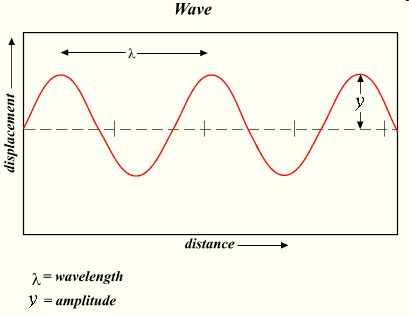 Wave
λ
y
displacement
distance
λ = wavelength
y = amplitude